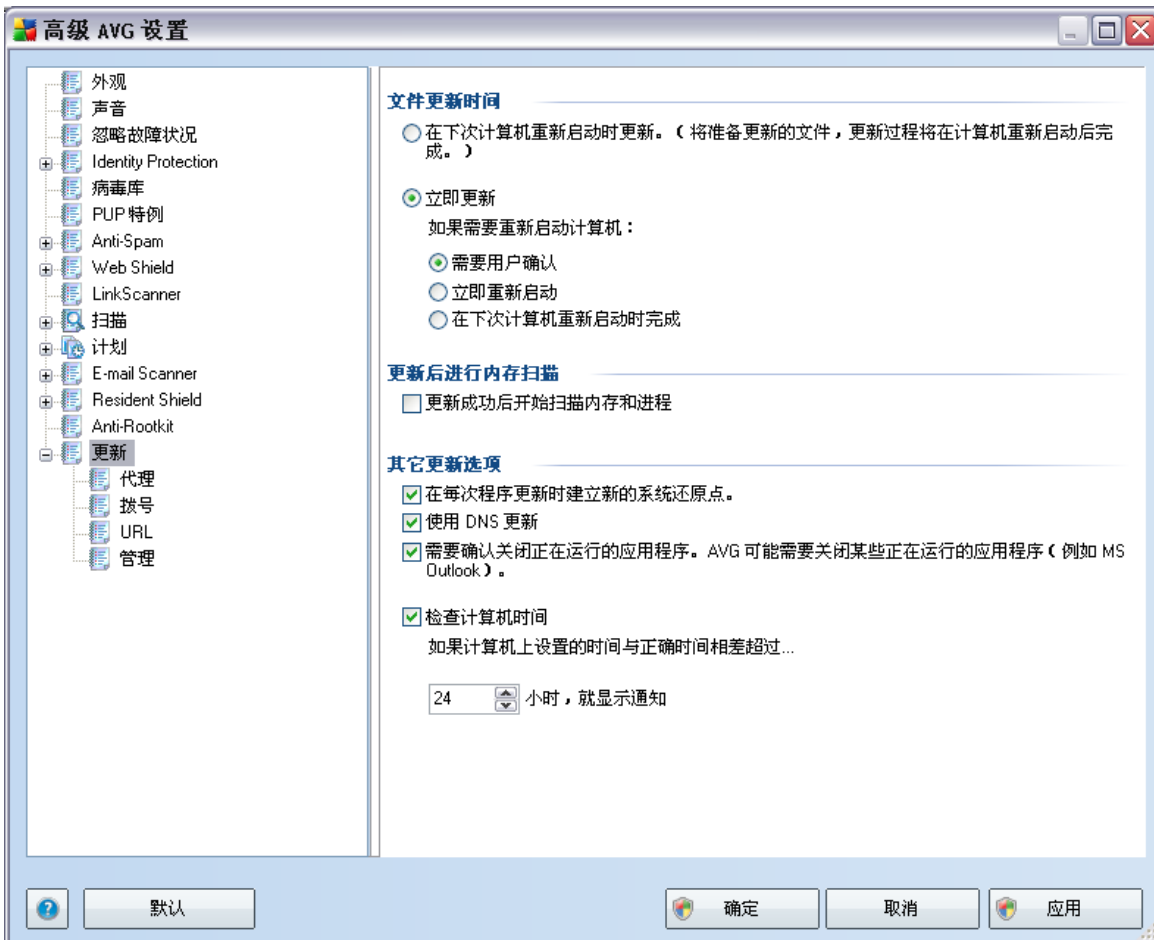 高级 AVG 设置
外观
声音
忽略故障状况
Identity Protection
病毒库
PUP 特例
Anti-Spam
Web Shield
LinkScanner
扫描
计划
E-mail Scanner
Resident Shield
Anti-Rootkit
更新
代理
拨号
URL
管理
文件更新时间
在下次计算机重新启动时更新。（将准备更新的文件，更新过程将在计算机重新启动后完
成。）
立即更新
如果需要重新启动计算机：
需要用户确认
立即重新启动
在下次计算机重新启动时完成
更新后进行内存扫描
更新成功后开始扫描内存和进程
其它更新选项
在每次程序更新时建立新的系统还原点。
使用 DNS 更新
需要确认关闭正在运行的应用程序。AVG 可能需要关闭某些正在运行的应用程序（例如 MS
Outlook）。
检查计算机时间
如果计算机上设置的时间与正确时间相差超过...
24 小时，就显示通知
默认 确定 取消 应用